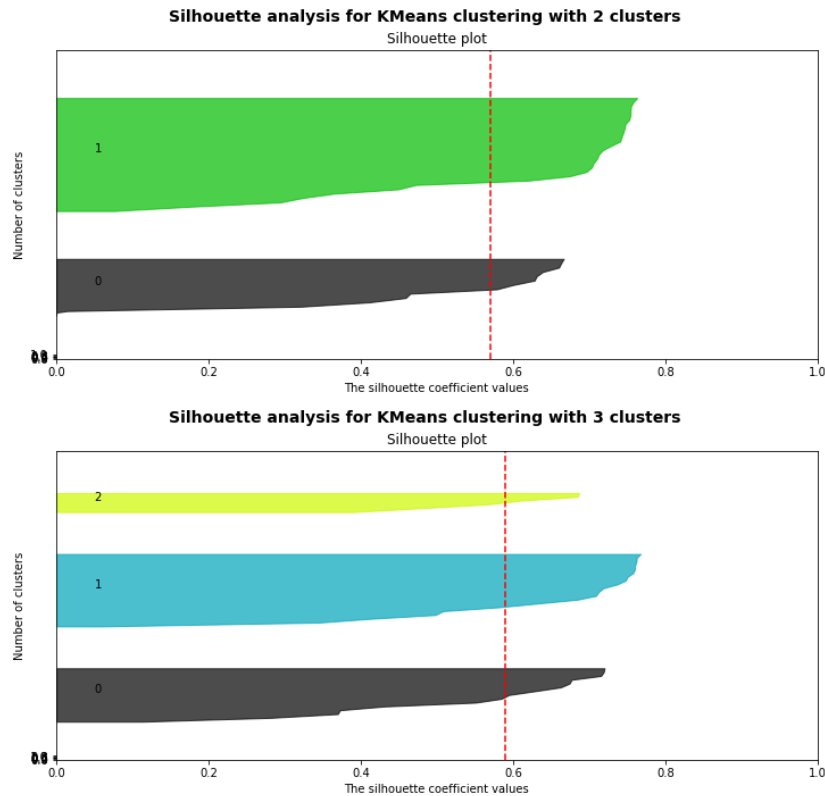 Silhouette analysis for KMeans clustering with 2 clusters
Silhouette plot
Number of clusters
1
0
0.0 0.2 0.4 0.6 0.8 1.0
The silhouette coefficient values
Silhouette analysis for KMeans clustering with 3 clusters
Silhouette plot
Number of clusters
2
1
0
0.0 0.2 0.4 0.6 0.8 1.0
The silhouette coefficient values